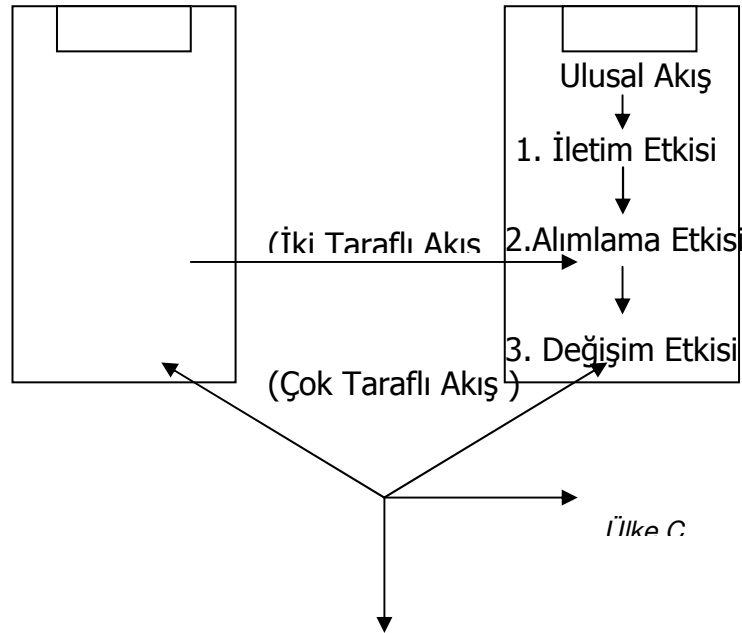 Ulusal Akış
1. İletim Etkisi
(İki Taraflı Akış
2.Alımlama Etkisi
3. Değişim Etkisi
(Çok Taraflı Akış )
Ülke C